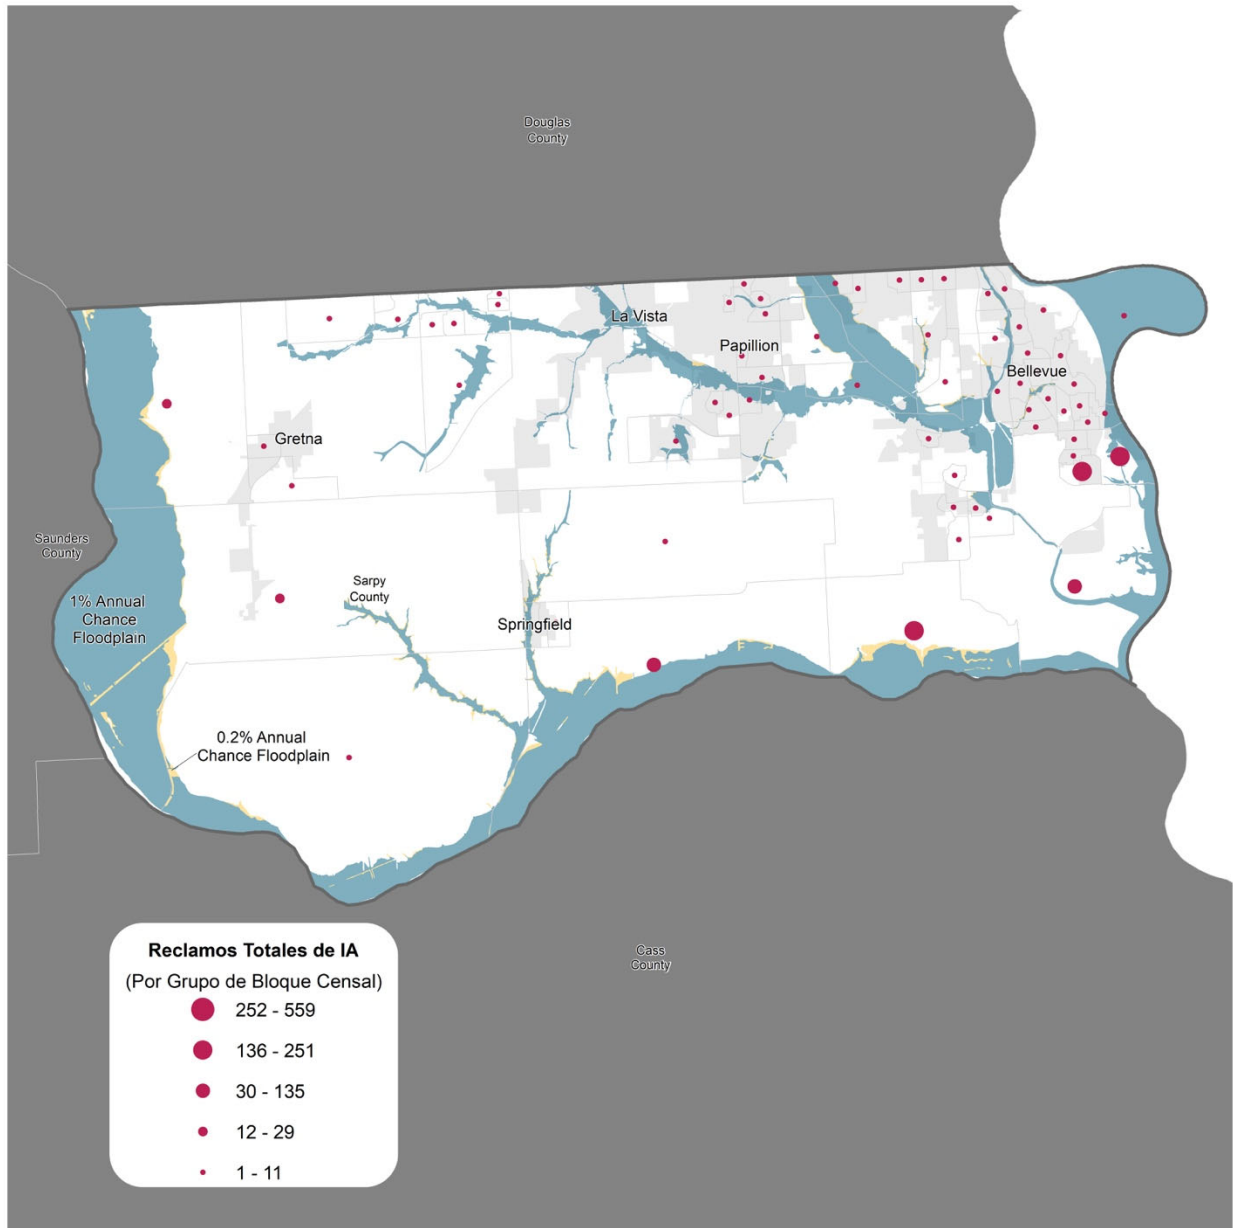 Douglas
County
La Vista
Papillion
Bellevue
Gretna
Saunders
County
Sarpy
County
1% Annual
Chance
Floodplain
Springfield
0.2% Annual
Chance Floodplain
Cass
County
Reclamos Totales de IA
(Por Grupo de Bloque Censal)
252 - 559
136 - 251
30 - 135
12 - 29
1 - 11